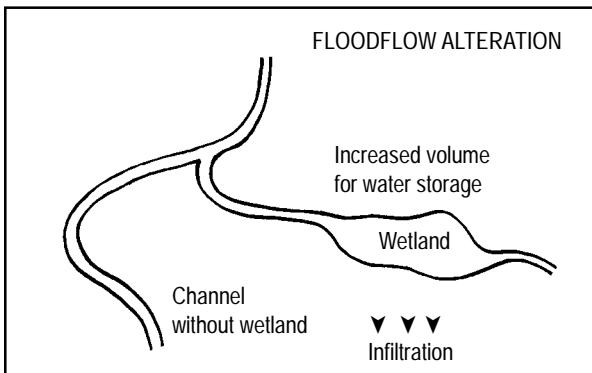 FLOODFLOW ALTERATION
Increased volume
for water storage
Wetland
Channel
without wetland
Infiltration